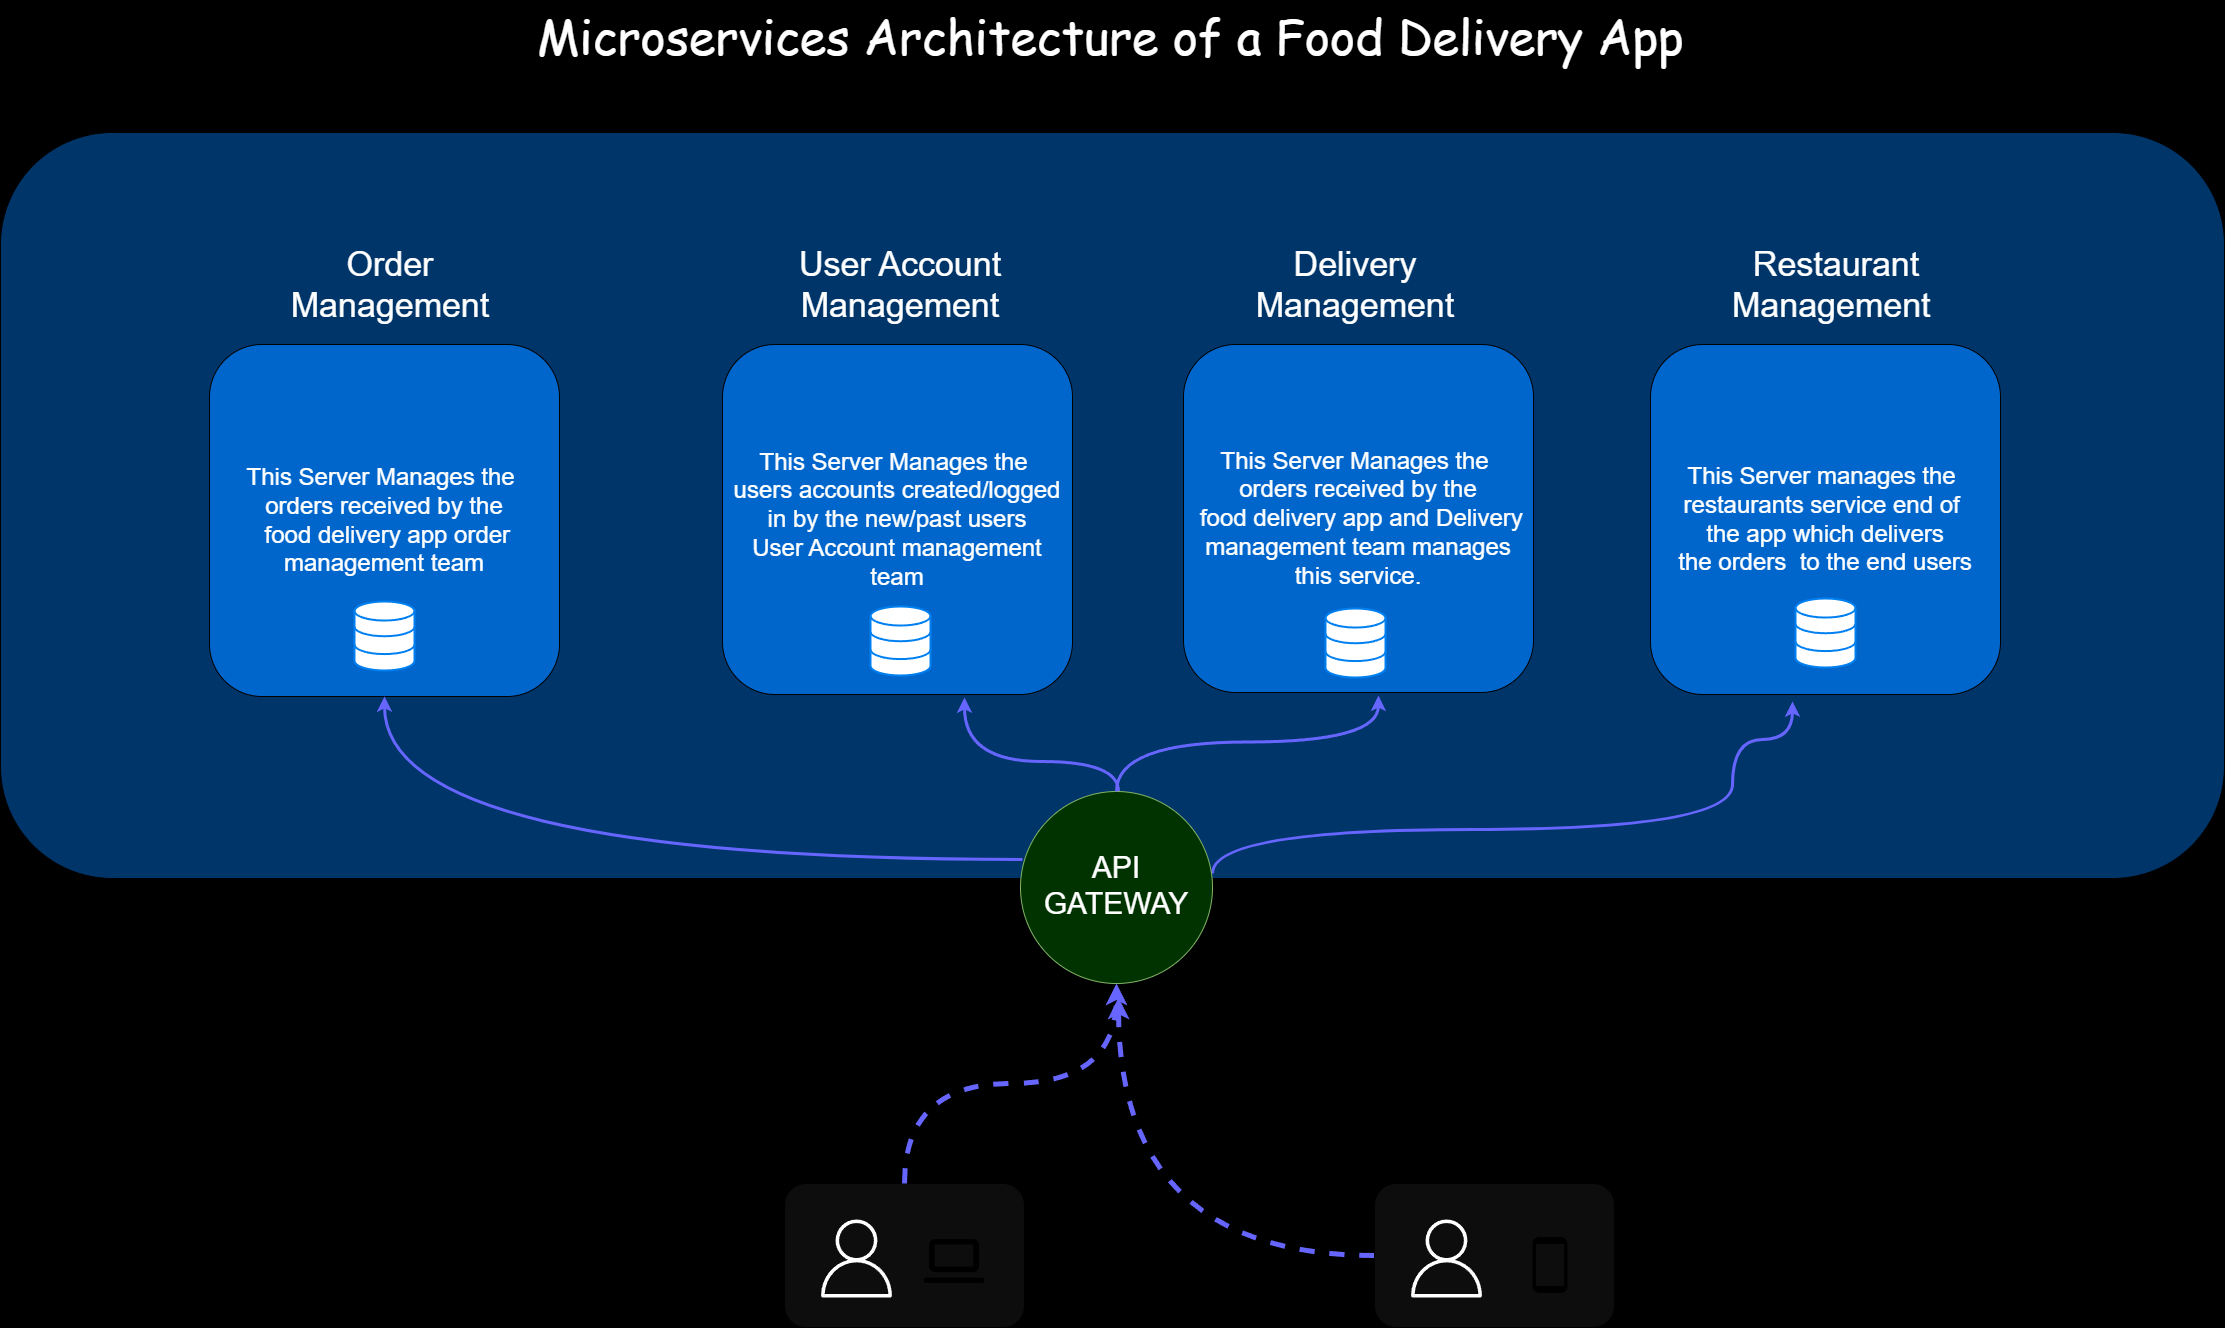 Microservices Architecture of a Food Delivery App
Order
Management
User Account
Management
Delivery
Management
Restaurant
Management
This Server Manages the
orders received by the
food delivery app order
management team
This Server Manages the
users accounts created/logged
in by the new/past users
User Account management
team
This Server Manages the
orders received by the
food delivery app and Delivery
management team manages
this service.
This Server manages the
restaurants service end of
the app which delivers
the orders  to the end users
API
GATEWAY